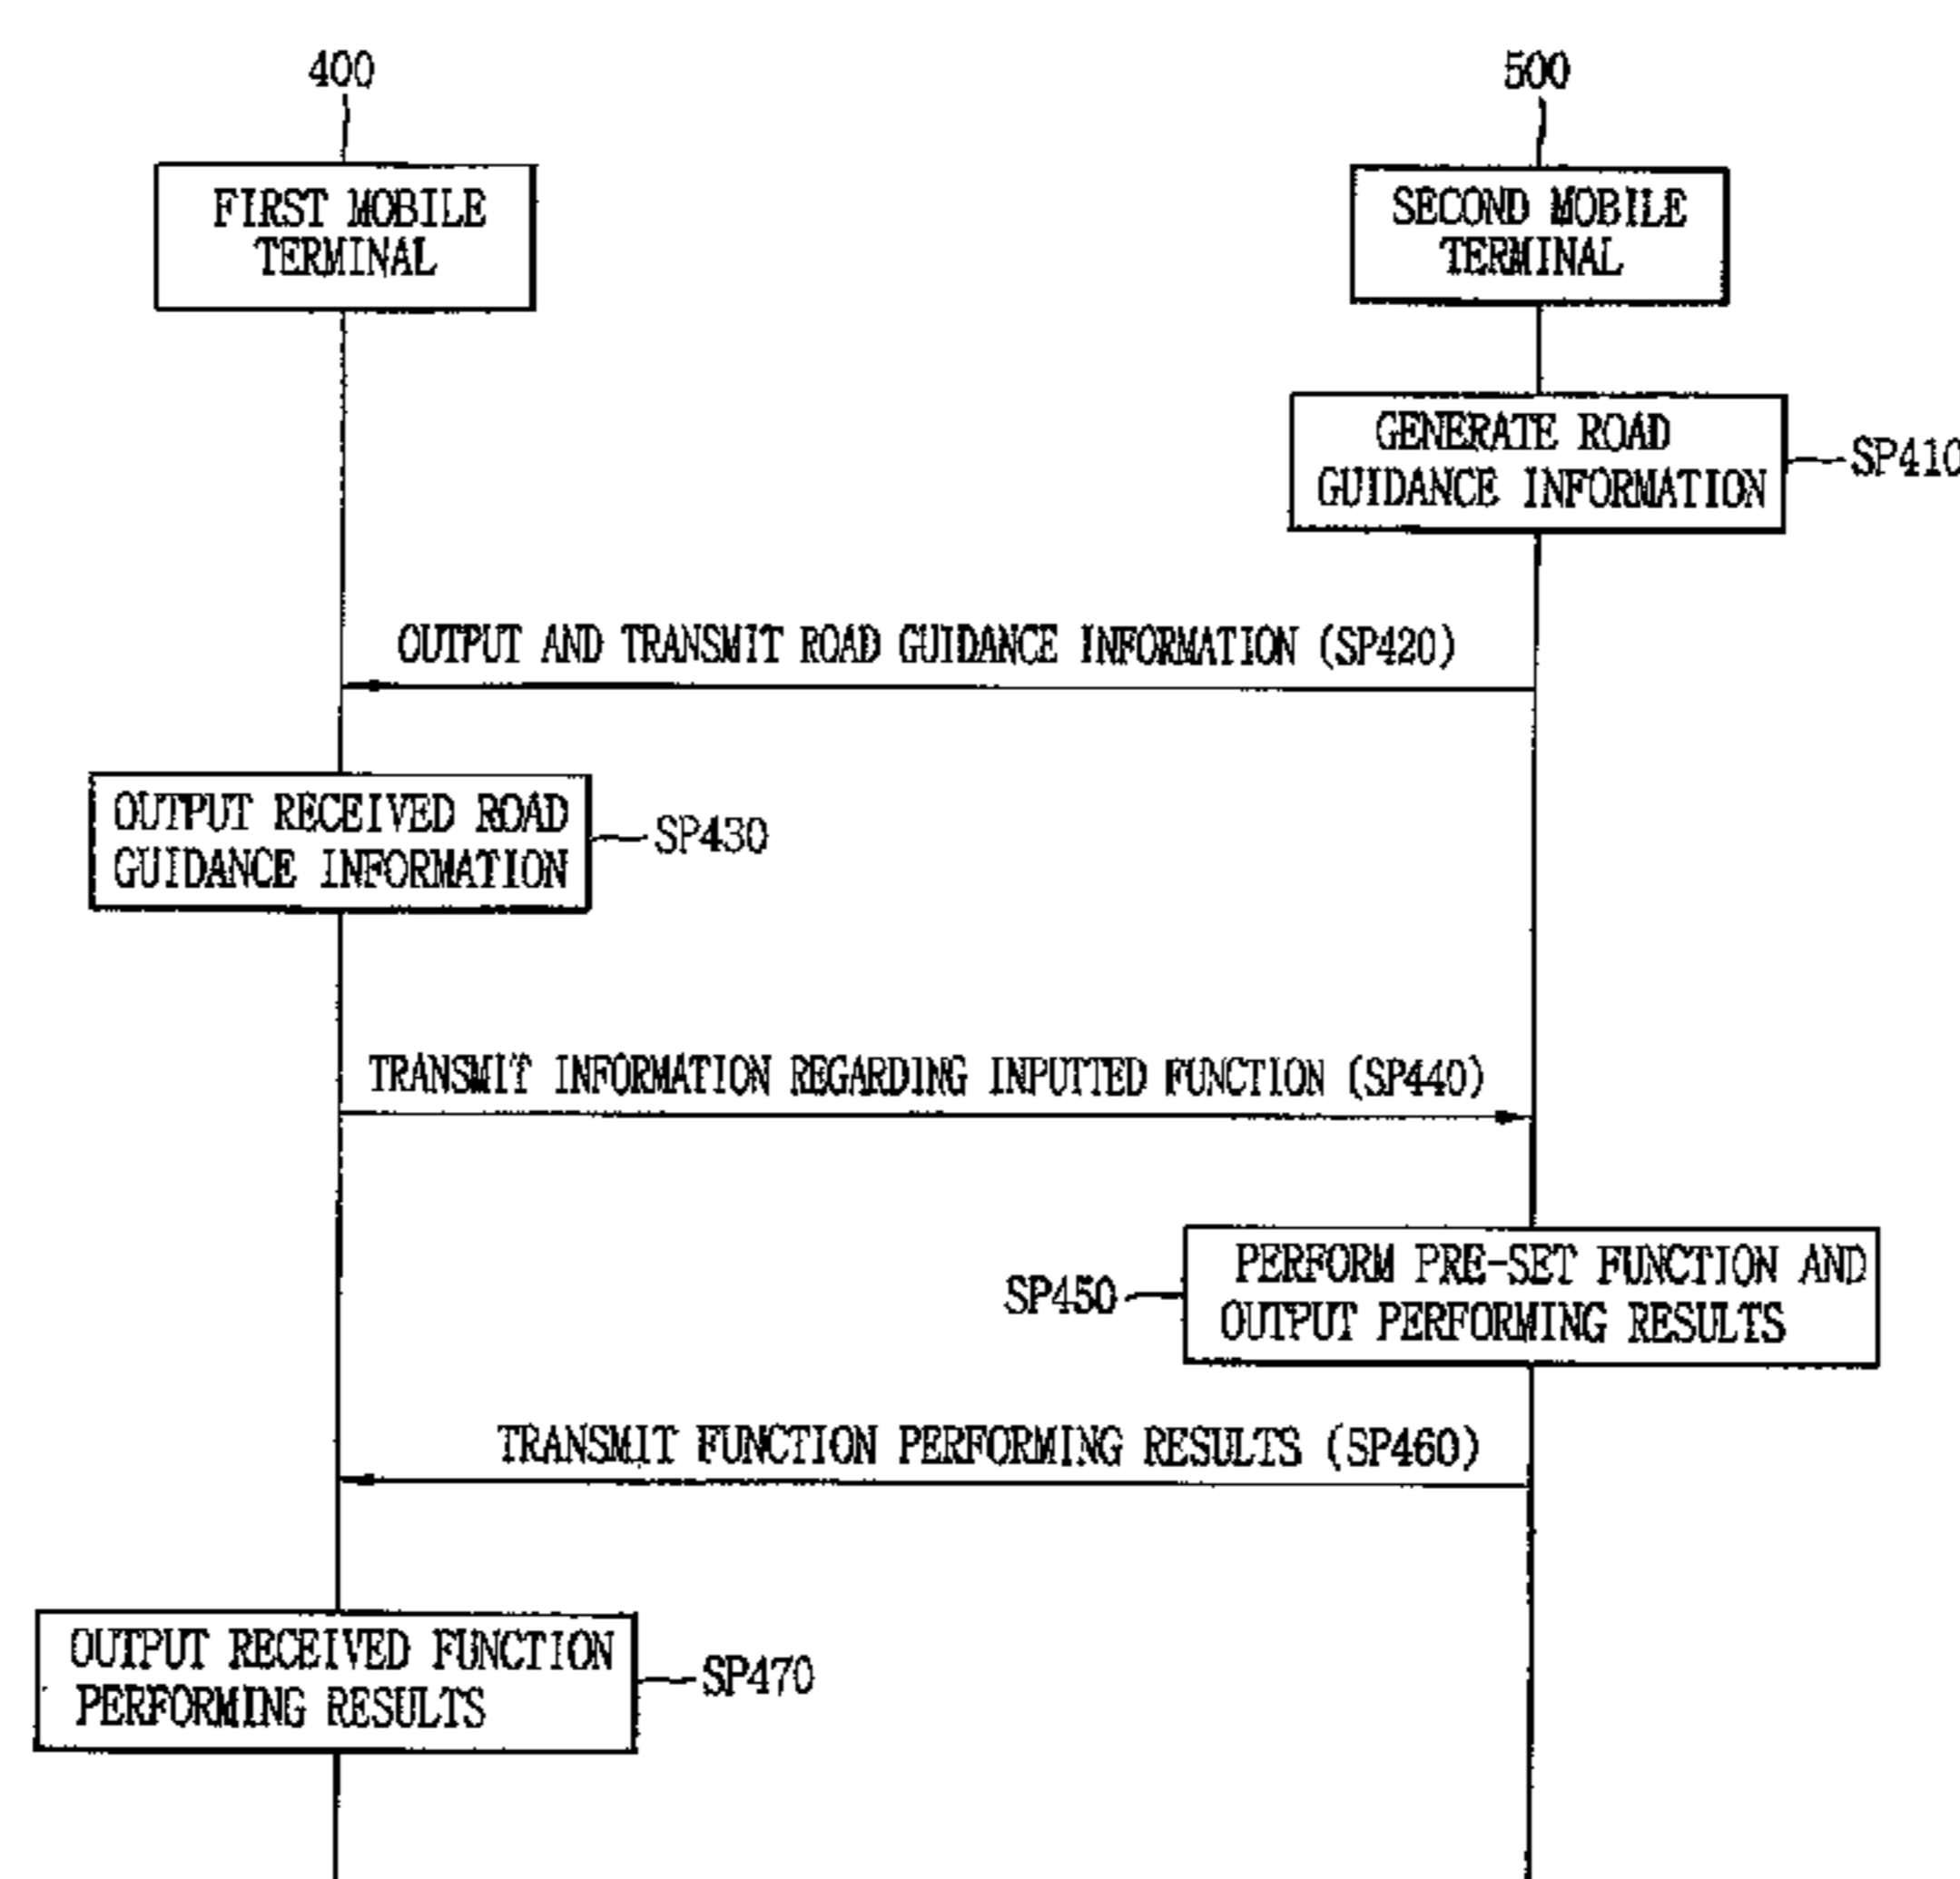 400
500
FIRST MOBILE
TERMINAL
SECOND MOBILE
TERMINAL
GENERATE ROAD
GUIDANCE INFORMATION
SP410
OUTPUT AND TRANSMIT ROAD GUIDANCE INFORMATION (SP420)
OUTPUT RECEIVED ROAD
GUIDANCE INFORMATION
SP430
TRANSMIT INFORMATION REGARDING INPUTTED FUNCTION (SP440)
SP450
PERFORM PRE-SET FUNCTION AND
OUTPUT PERFORMING RESULTS
TRANSMIT FUNCTION PERFORMING RESULTS (SP460)
OUTPUT RECEIVED FUNCTION
PERFORMING RESULTS
SP470